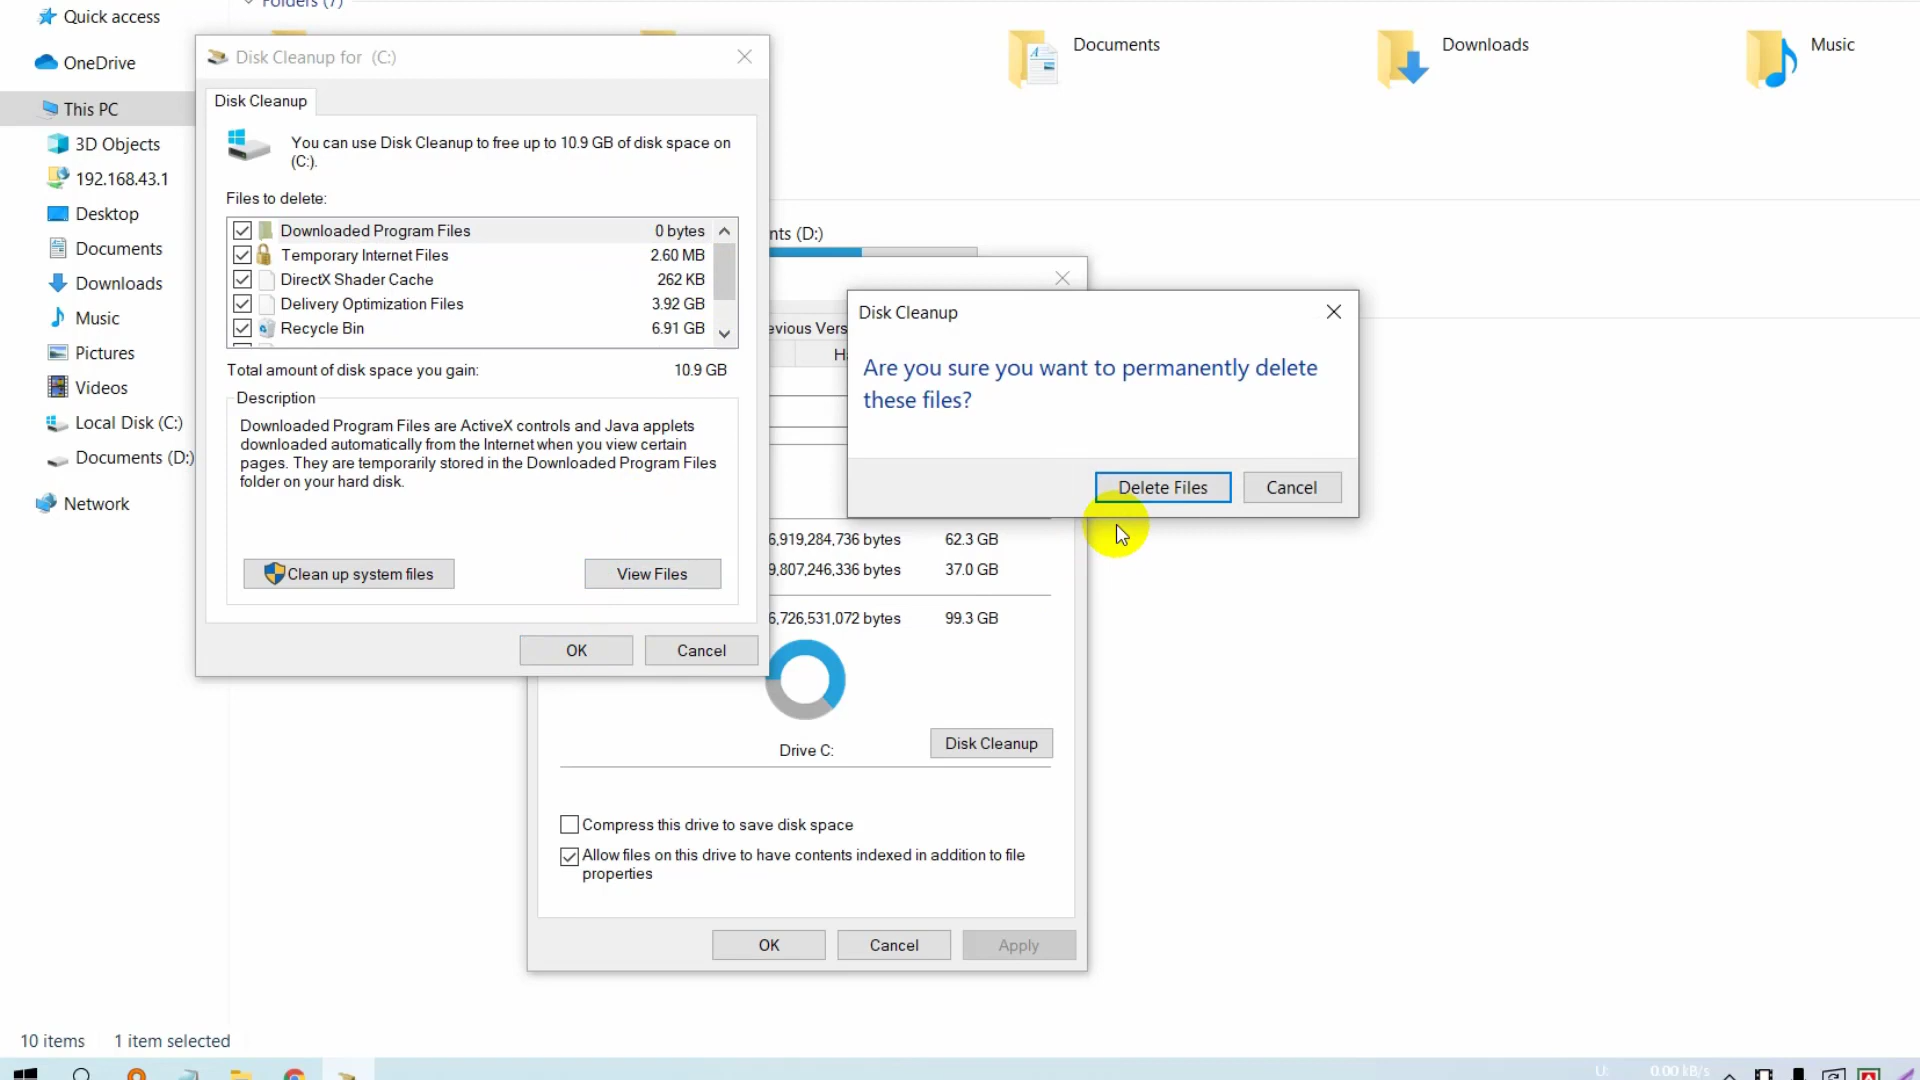 Quick access
OneDrive
This PC
3D Objects
192.168.43.1
Desktop
Documents
Downloads
Music
Pictures
Videos
Local Disk (C:)
Documents (D:)
Network
Folders (7)
Documents
Downloads
Music
nts (D:)
Disk Cleanup for (C:)
Disk Cleanup
You can use Disk Cleanup to free up to 10.9 GB of disk space on
(C:).
Files to delete:
Downloaded Program Files 0 bytes
Temporary Internet Files 2.60 MB
DirectX Shader Cache 262 KB
Delivery Optimization Files 3.92 GB
Recycle Bin 6.91 GB
Total amount of disk space you gain: 10.9 GB
Description
Downloaded Program Files are ActiveX controls and Java applets
downloaded automatically from the Internet when you view certain
pages. They are temporarily stored in the Downloaded Program Files
folder on your hard disk.
Clean up system files View Files
OK Cancel
evious Vers
Ha
Disk Cleanup
Are you sure you want to permanently delete
these files?
Delete Files Cancel
6,919,284,736 bytes 62.3 GB
9,807,246,336 bytes 37.0 GB
6,726,531,072 bytes 99.3 GB
Drive C:
Disk Cleanup
Compress this drive to save disk space
Allow files on this drive to have contents indexed in addition to file
properties
OK Cancel Apply
10 items 1 item selected
U: 0.00 kB/s